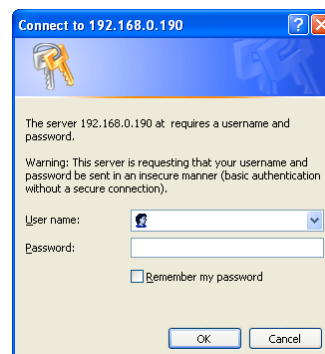 Connect to 192.168.0.190
The server 192.168.0.190 at requires a username and
password.
Warning: This server is requesting that your username and
password be sent in an insecure manner (basic authentication
without a secure connection).
User name:
Password:
Remember my password
OK Cancel